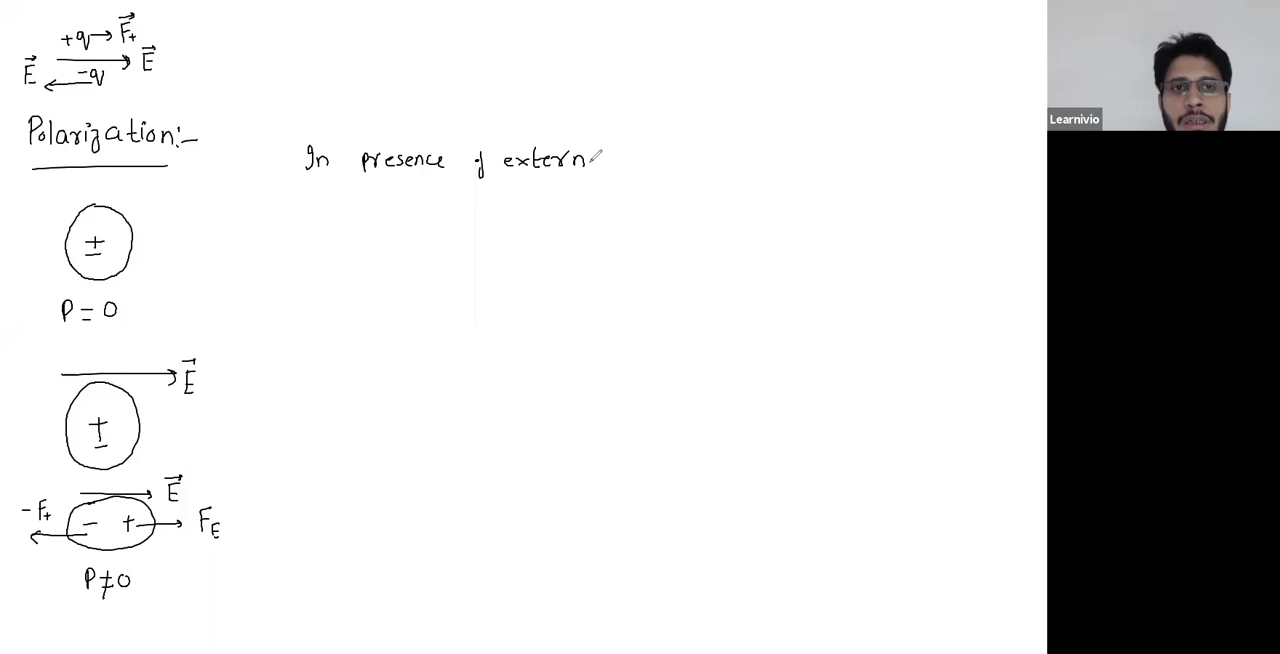 +q → F⃗₊
E⃗ E⃗
-q
Polarization:-
In presence of extern
±
P = 0
E⃗
±
E⃗
-F₊ - + F_E
P ≠ 0
Learnivio